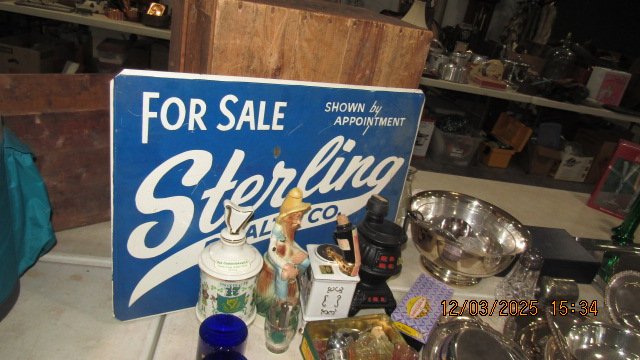 FOR SALE
SHOWN by
APPOINTMENT
Sterling
CO.
12/03/2025 15:34